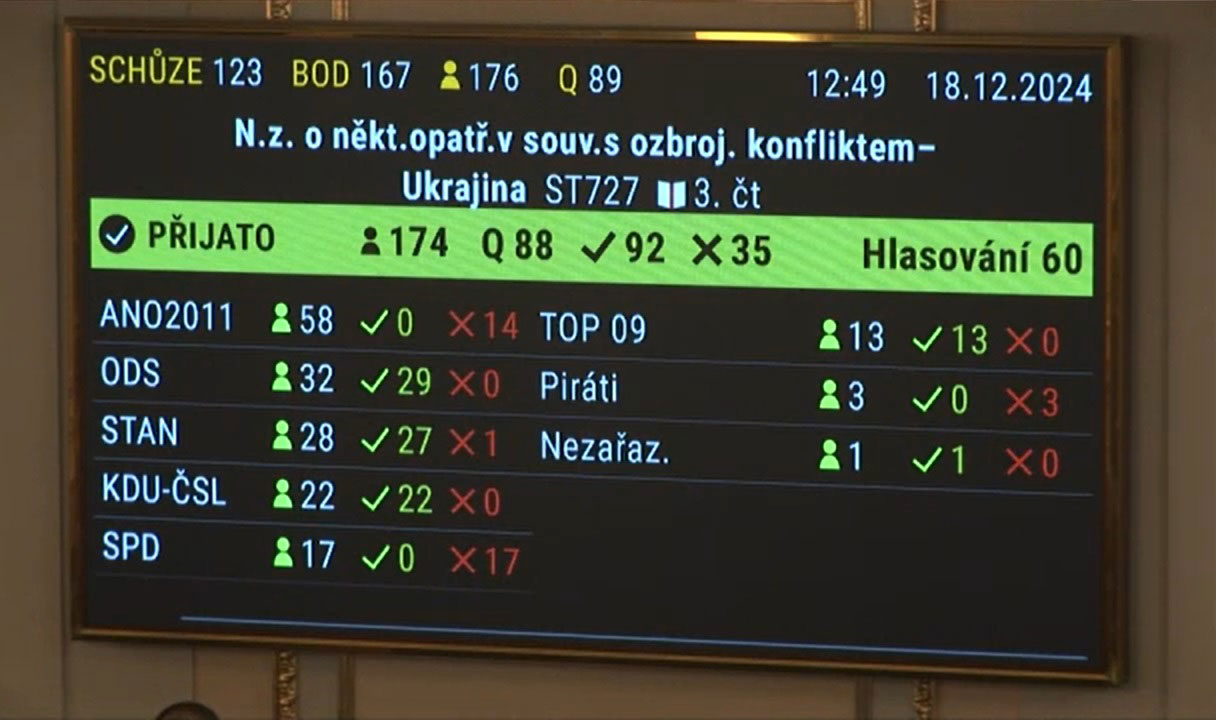 SCHŮZE 123 BOD 167 176 Q 89 12:49 18.12.2024
N.z. o někt.opatř.v souv.s ozbroj. konfliktem–
Ukrajina ST727 3. čt
PŘIJATO 174 Q 88 ✓ 92 ✕ 35 Hlasování 60
ANO2011 58 ✓ 0 ✕ 14 TOP 09 13 ✓ 13 ✕ 0
ODS 32 ✓ 29 ✕ 0 Piráti 3 ✓ 0 ✕ 3
STAN 28 ✓ 27 ✕ 1 Nezařaz. 1 ✓ 1 ✕ 0
KDU-ČSL 22 ✓ 22 ✕ 0
SPD 17 ✓ 0 ✕ 17